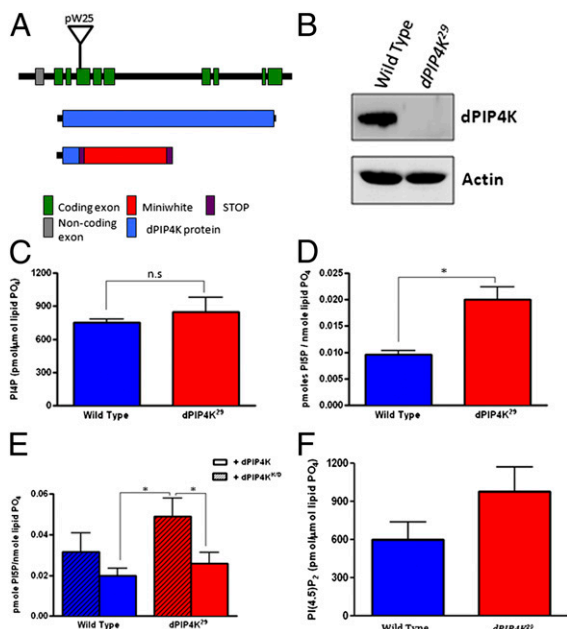 A
pW25
Coding exon
Miniwhite
STOP
Non-coding exon
dPIP4K protein
B
Wild Type
dPIP4K²⁹
dPIP4K
Actin
C
n.s
PI4P (pmol/µmol lipid PO₄)
1200
900
600
300
0
Wild Type
dPIP4K²⁹
D
*
pmoles PI5P / nmole lipid PO₄
0.025
0.020
0.015
0.010
0.005
0.000
Wild Type
dPIP4K²⁹
E
+ dPIP4K
+ dPIP4Kᴷ/ᴰ
* *
pmole PI5P/nmole lipid PO₄
0.06
0.04
0.02
0.00
Wild Type
dPIP4K²⁹
F
PI(4.5)P₂ (pmol/µmol lipid PO₄)
1200
900
600
300
0
Wild Type
dPIP4K²⁹